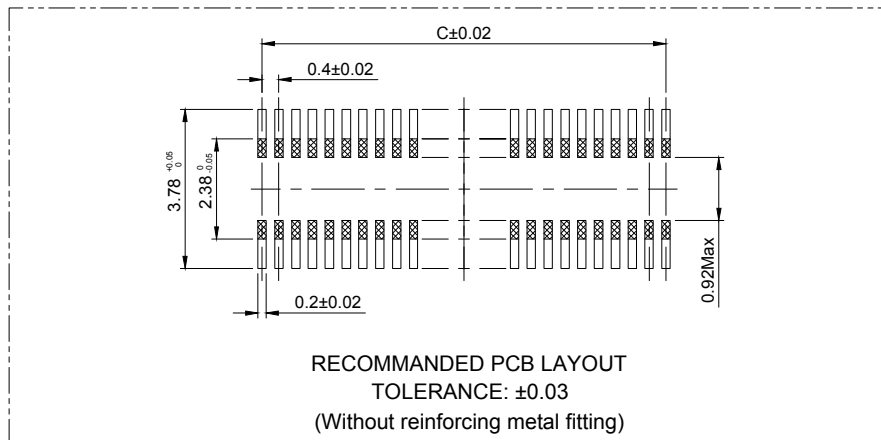 C±0.02
0.4±0.02
3.78 +0.05 0
2.38 0 -0.05
0.92Max
0.2±0.02
RECOMMANDED PCB LAYOUT
TOLERANCE: ±0.03
(Without reinforcing metal fitting)